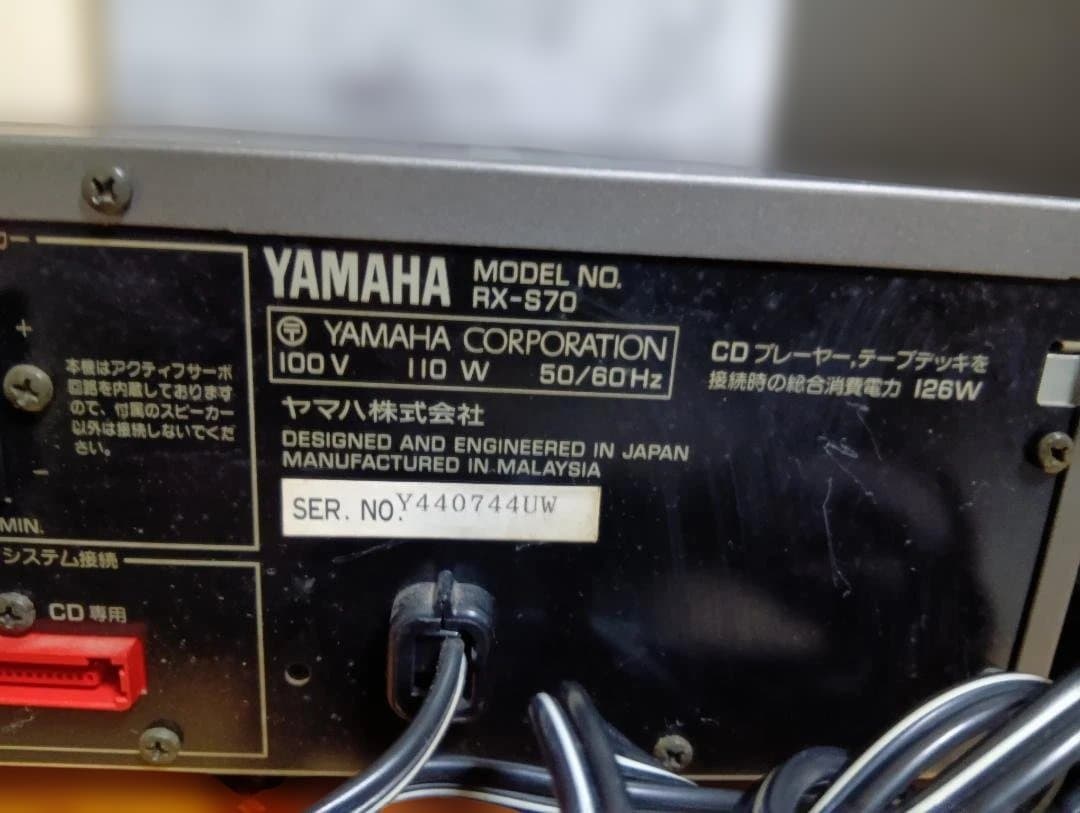 YAMAHA
MODEL NO.
RX-S70
〒 YAMAHA CORPORATION
100V 110 W 50/60Hz
ヤマハ株式会社
DESIGNED AND ENGINEERED IN JAPAN
MANUFACTURED IN MALAYSIA
SER. NO. Y440744UW
CD プレーヤー,テープデッキを
接続時の総合消費電力 126W
+
本機はアクティブサーボ
回路を内蔵しております
ので、付属のスピーカー
以外は接続しないでくだ
さい。
−
MIN.
システム接続
CD 専用